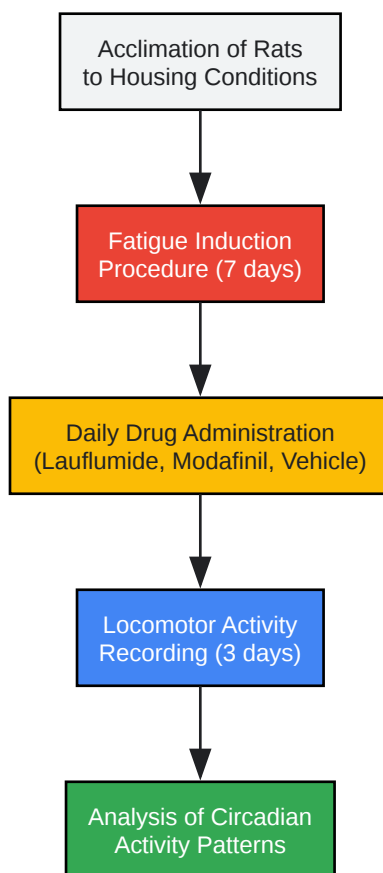 Acclimation of Rats
to Housing Conditions
Fatigue Induction
Procedure (7 days)
Daily Drug Administration
(Lauflumide, Modafinil, Vehicle)
Locomotor Activity
Recording (3 days)
Analysis of Circadian
Activity Patterns